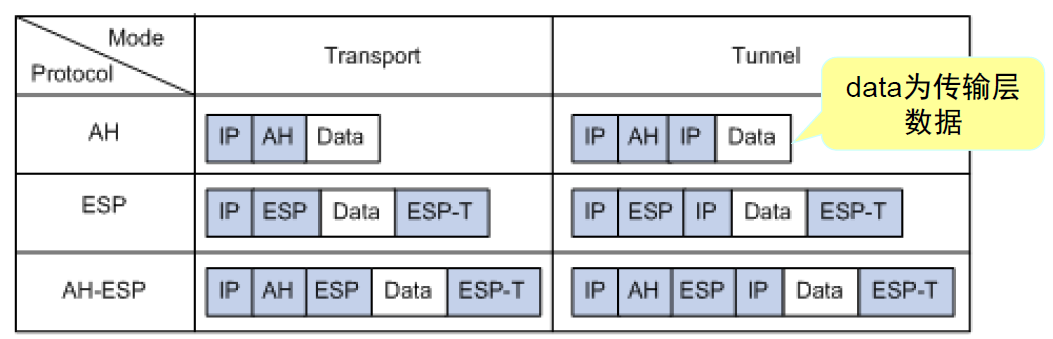 Mode
Protocol
Transport
Tunnel
data为传输层
数据
AH
IP AH Data
IP AH IP Data
ESP
IP ESP Data ESP-T
IP ESP IP Data ESP-T
AH-ESP
IP AH ESP Data ESP-T
IP AH ESP IP Data ESP-T